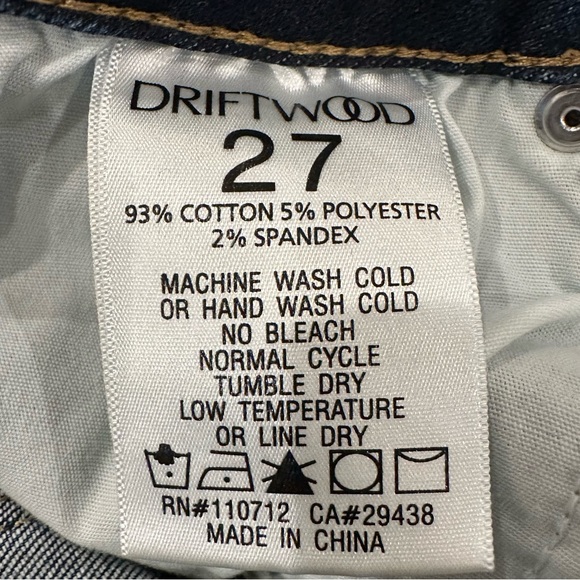 DRIFTWOOD
27
93% COTTON 5% POLYESTER
2% SPANDEX
MACHINE WASH COLD
OR HAND WASH COLD
NO BLEACH
NORMAL CYCLE
TUMBLE DRY
LOW TEMPERATURE
OR LINE DRY
RN#110712 CA#29438
MADE IN CHINA